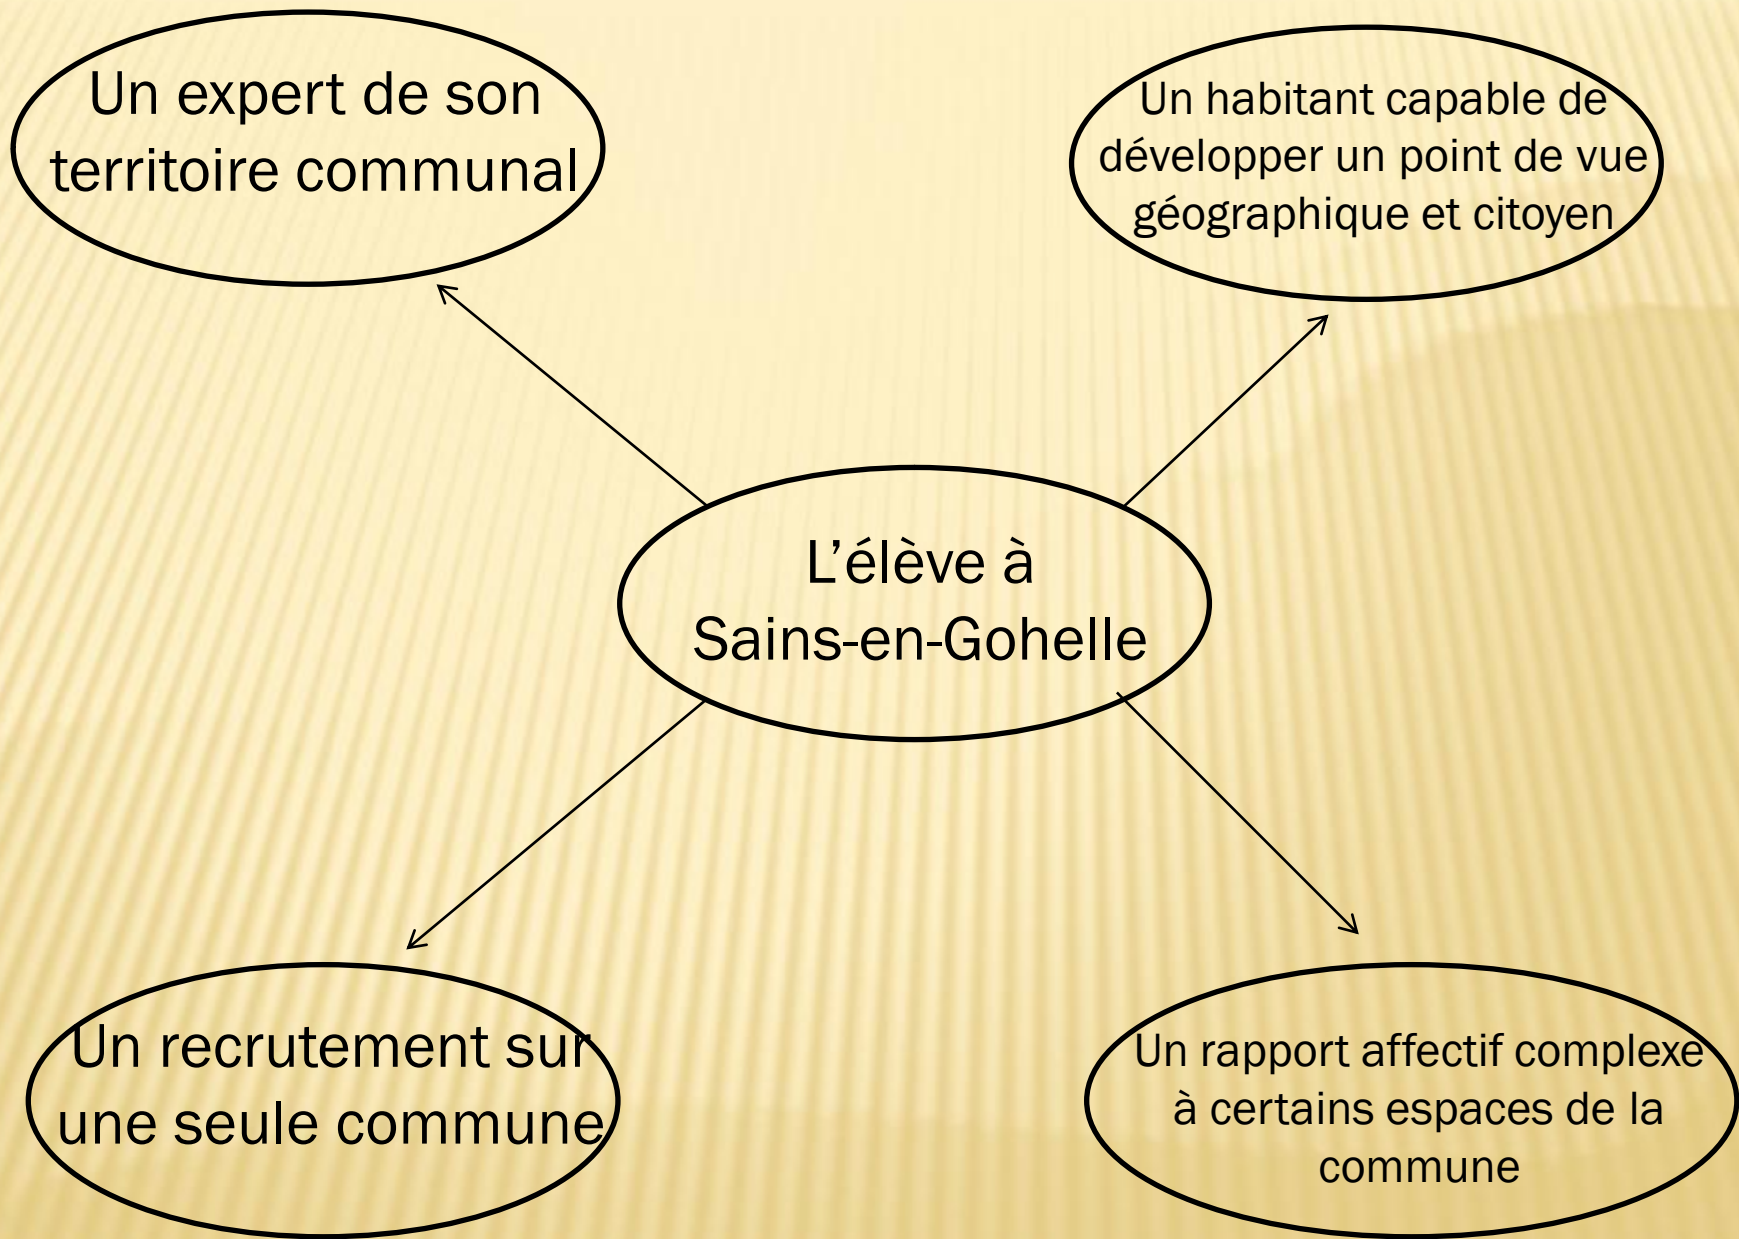 Un expert de son
territoire communal
Un habitant capable de
développer un point de vue
géographique et citoyen
L’élève à
Sains-en-Gohelle
Un recrutement sur
une seule commune
Un rapport affectif complexe
à certains espaces de la
commune